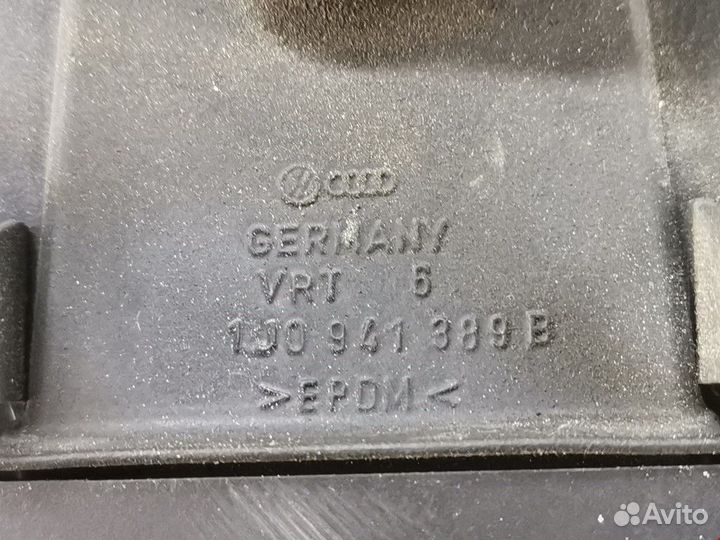 GERMANY
VRT 6
1J0 941 389 B
>EPDM<
Avito